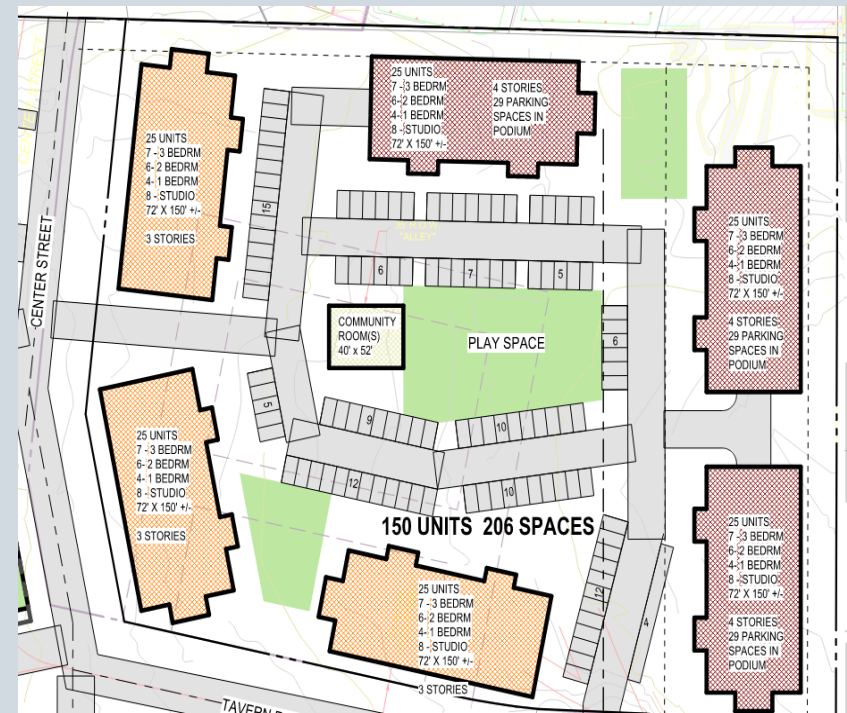 25 UNITS
7 - 3 BEDRM
6- 2 BEDRM
4- 1 BEDRM
8 - STUDIO
72' X 150' +/-
4 STORIES
29 PARKING
SPACES IN
PODIUM
25 UNITS
7 - 3 BEDRM
6- 2 BEDRM
4- 1 BEDRM
8 - STUDIO
72' X 150' +/-
3 STORIES
15
25 UNITS
7 - 3 BEDRM
6- 2 BEDRM
4- 1 BEDRM
8 - STUDIO
72' X 150' +/-
4 STORIES
29 PARKING
SPACES IN
PODIUM
"ALLEY"
6
7
5
CENTER STREET
CENTER STREET
COMMUNITY
ROOM(S)
40' x 52'
PLAY SPACE
6
5
9
10
12
10
25 UNITS
7 - 3 BEDRM
6- 2 BEDRM
4- 1 BEDRM
8 - STUDIO
72' X 150' +/-
3 STORIES
150 UNITS 206 SPACES
25 UNITS
7 - 3 BEDRM
6- 2 BEDRM
4- 1 BEDRM
8 - STUDIO
72' X 150' +/-
4 STORIES
29 PARKING
SPACES IN
PODIUM
25 UNITS
7 - 3 BEDRM
6- 2 BEDRM
4- 1 BEDRM
8 - STUDIO
72' X 150' +/-
3 STORIES
12
4
TAVERN